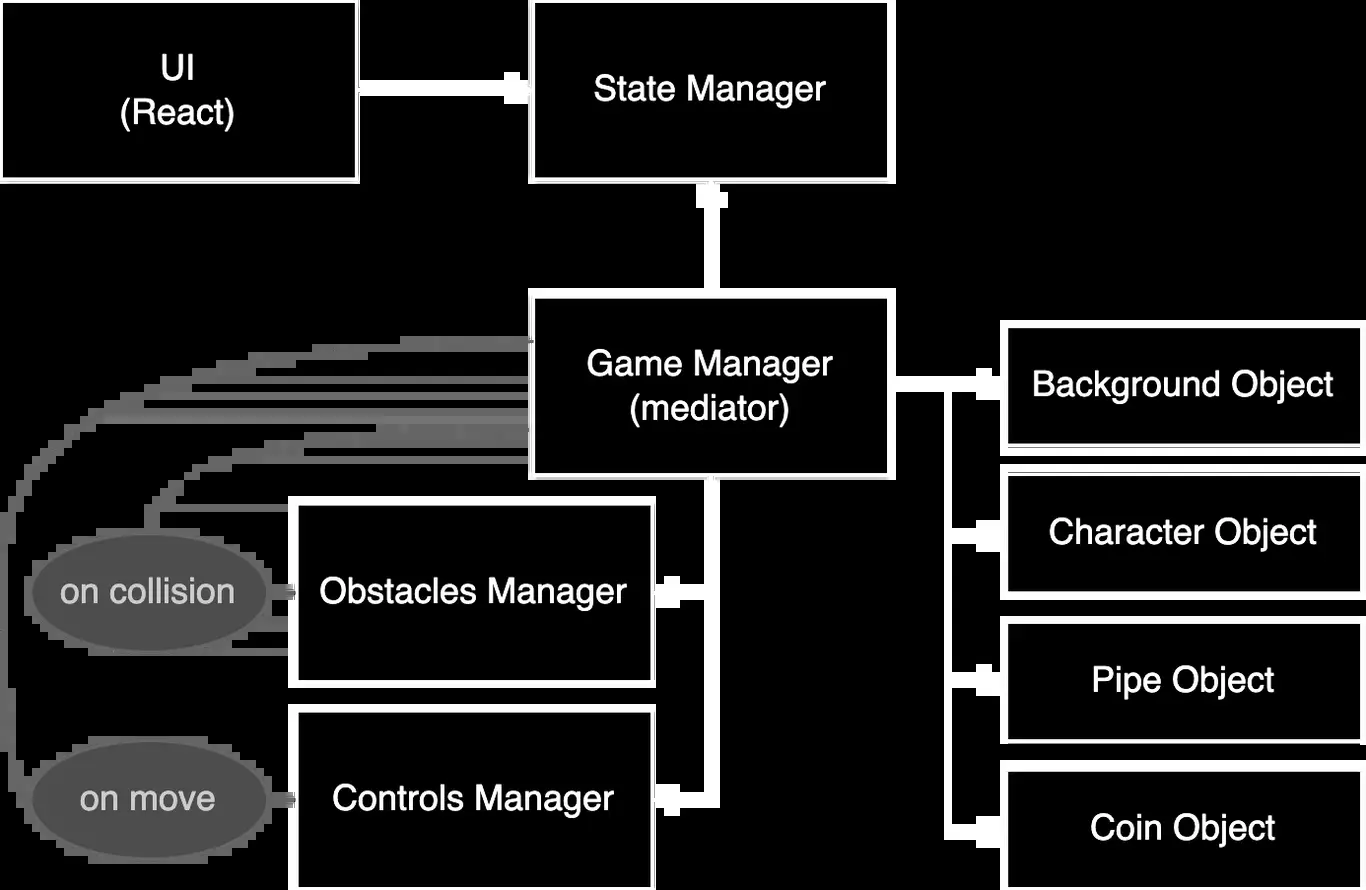 UI
(React)
State Manager
Game Manager
(mediator)
Background Object
Character Object
on collision
Obstacles Manager
Pipe Object
on move
Controls Manager
Coin Object